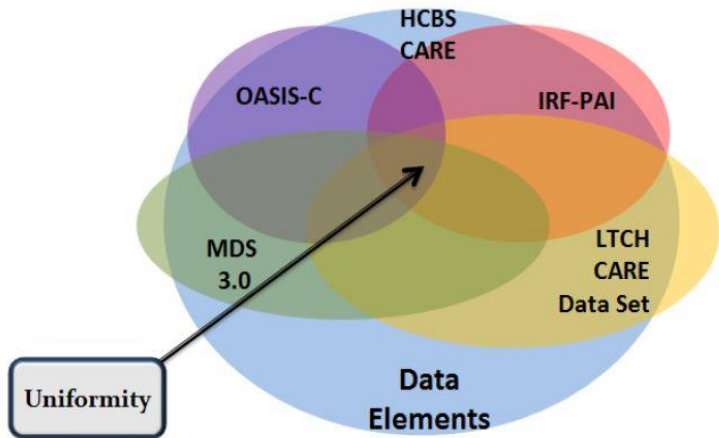 HCBS
CARE
OASIS-C
IRF-PAI
MDS
3.0
LTCH
CARE
Data Set
Uniformity
Data
Elements